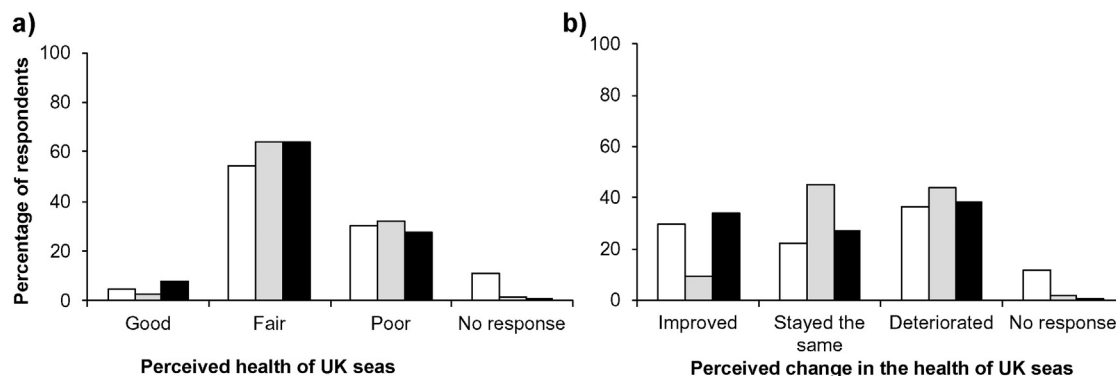 a)
100
80
60
40
20
0
Percentage of respondents
Good Fair Poor No response
Perceived health of UK seas
b)
100
80
60
40
20
0
Improved Stayed the same Deteriorated No response
Perceived change in the health of UK seas